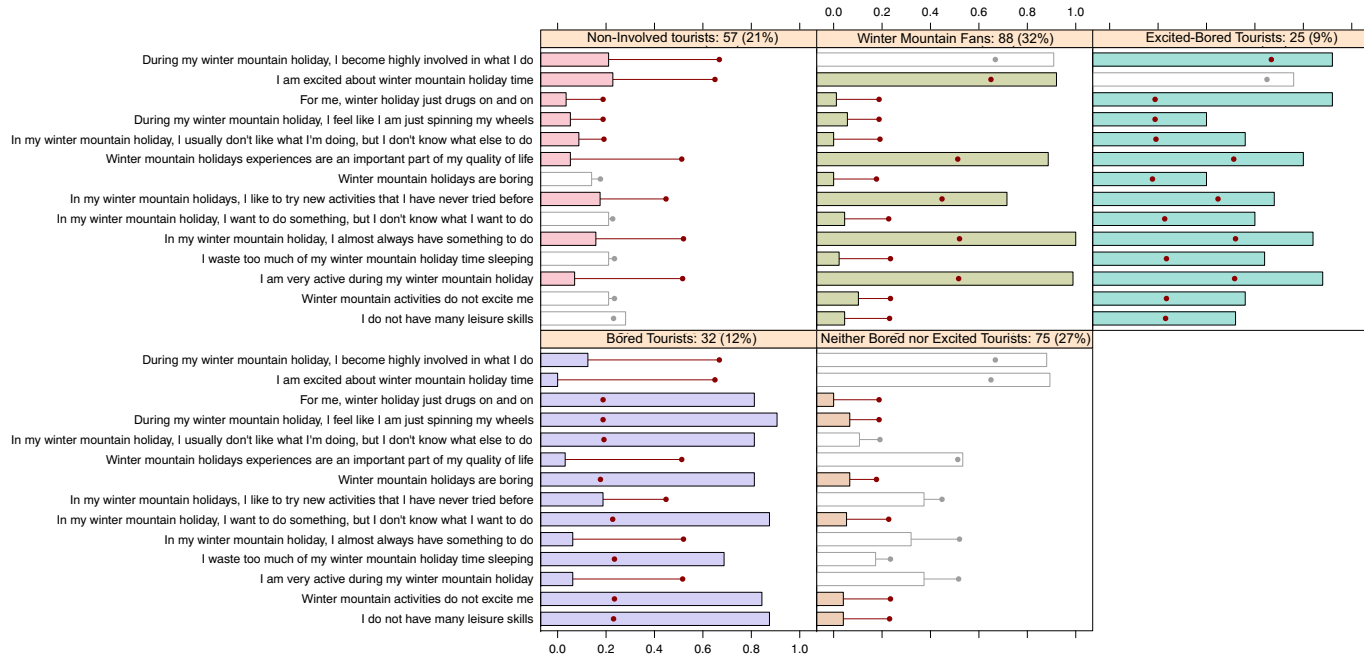 0.0 0.2 0.4 0.6 0.8 1.0
Non-Involved tourists: 57 (21%) Winter Mountain Fans: 88 (32%) Excited-Bored Tourists: 25 (9%)
During my winter mountain holiday, I become highly involved in what I do
I am excited about winter mountain holiday time
For me, winter holiday just drugs on and on
During my winter mountain holiday, I feel like I am just spinning my wheels
In my winter mountain holiday, I usually don't like what I'm doing, but I don't know what else to do
Winter mountain holidays experiences are an important part of my quality of life
Winter mountain holidays are boring
In my winter mountain holidays, I like to try new activities that I have never tried before
In my winter mountain holiday, I want to do something, but I don't know what I want to do
In my winter mountain holiday, I almost always have something to do
I waste too much of my winter mountain holiday time sleeping
I am very active during my winter mountain holiday
Winter mountain activities do not excite me
I do not have many leisure skills
Bored Tourists: 32 (12%) Neither Bored nor Excited Tourists: 75 (27%)
During my winter mountain holiday, I become highly involved in what I do
I am excited about winter mountain holiday time
For me, winter holiday just drugs on and on
During my winter mountain holiday, I feel like I am just spinning my wheels
In my winter mountain holiday, I usually don't like what I'm doing, but I don't know what else to do
Winter mountain holidays experiences are an important part of my quality of life
Winter mountain holidays are boring
In my winter mountain holidays, I like to try new activities that I have never tried before
In my winter mountain holiday, I want to do something, but I don't know what I want to do
In my winter mountain holiday, I almost always have something to do
I waste too much of my winter mountain holiday time sleeping
I am very active during my winter mountain holiday
Winter mountain activities do not excite me
I do not have many leisure skills
0.0 0.2 0.4 0.6 0.8 1.0